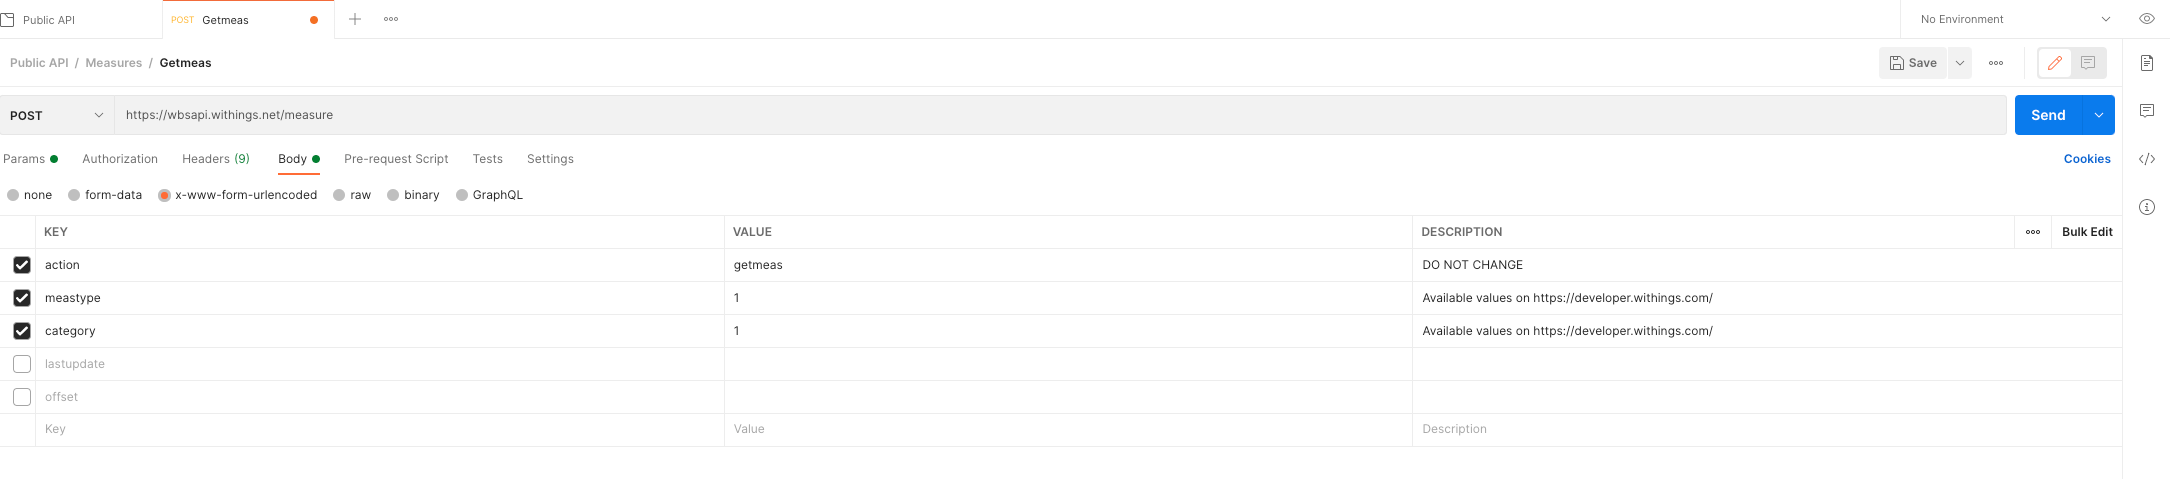 Public API
POST Getmeas
No Environment
Public API / Measures / Getmeas
Save
POST
https://wbsapi.withings.net/measure
Send
Params Authorization Headers (9) Body Pre-request Script Tests Settings Cookies
none form-data x-www-form-urlencoded raw binary GraphQL
KEY VALUE DESCRIPTION Bulk Edit
action getmeas DO NOT CHANGE
meastype 1 Available values on https://developer.withings.com/
category 1 Available values on https://developer.withings.com/
lastupdate
offset
Key Value Description